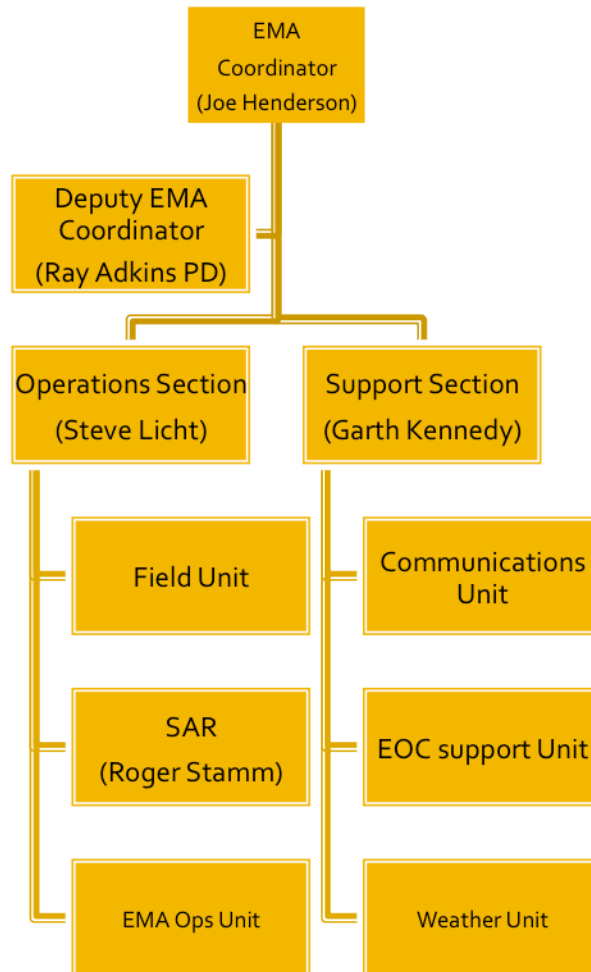 EMA
Coordinator
(Joe Henderson)
Deputy EMA
Coordinator
(Ray Adkins PD)
Operations Section
(Steve Licht)
Support Section
(Garth Kennedy)
Field Unit
Communications
Unit
SAR
(Roger Stamm)
EOC support Unit
EMA Ops Unit
Weather Unit